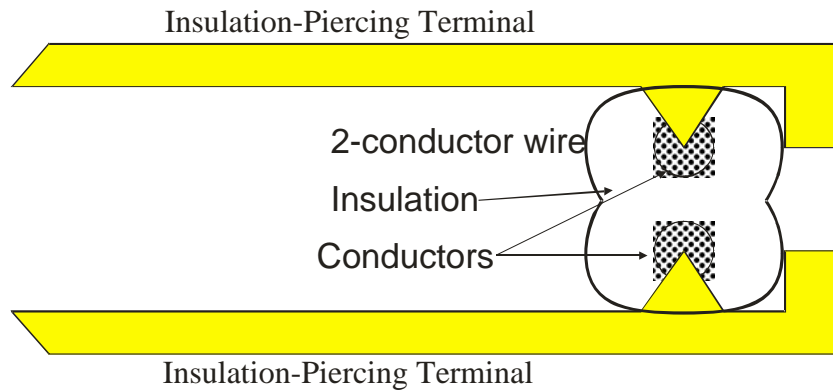 Insulation-Piercing Terminal
2-conductor wire
Insulation
Conductors
Insulation-Piercing Terminal